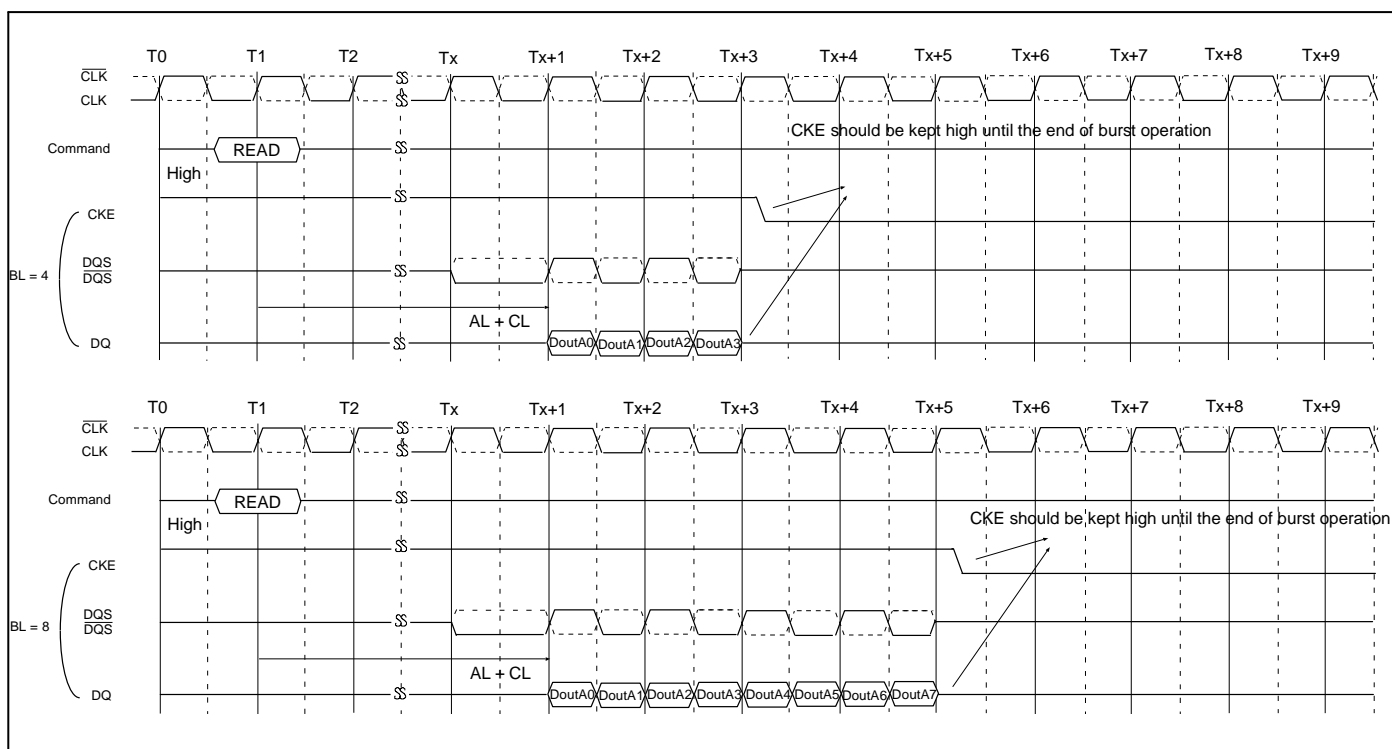 T0 T1 T2 Tx Tx+1 Tx+2 Tx+3 Tx+4 Tx+5 Tx+6 Tx+7 Tx+8 Tx+9
CLK
CLK
CKE should be kept high until the end of burst operation
Command READ
High
CKE
DQS
BL = 4
DQS
AL + CL
DQ DoutA0 DoutA1 DoutA2 DoutA3
T0 T1 T2 Tx Tx+1 Tx+2 Tx+3 Tx+4 Tx+5 Tx+6 Tx+7 Tx+8 Tx+9
CLK
CLK
Command READ
High
CKE should be kept high until the end of burst operation
CKE
DQS
BL = 8
DQS
AL + CL
DQ DoutA0 DoutA1 DoutA2 DoutA3 DoutA4 DoutA5 DoutA6 DoutA7